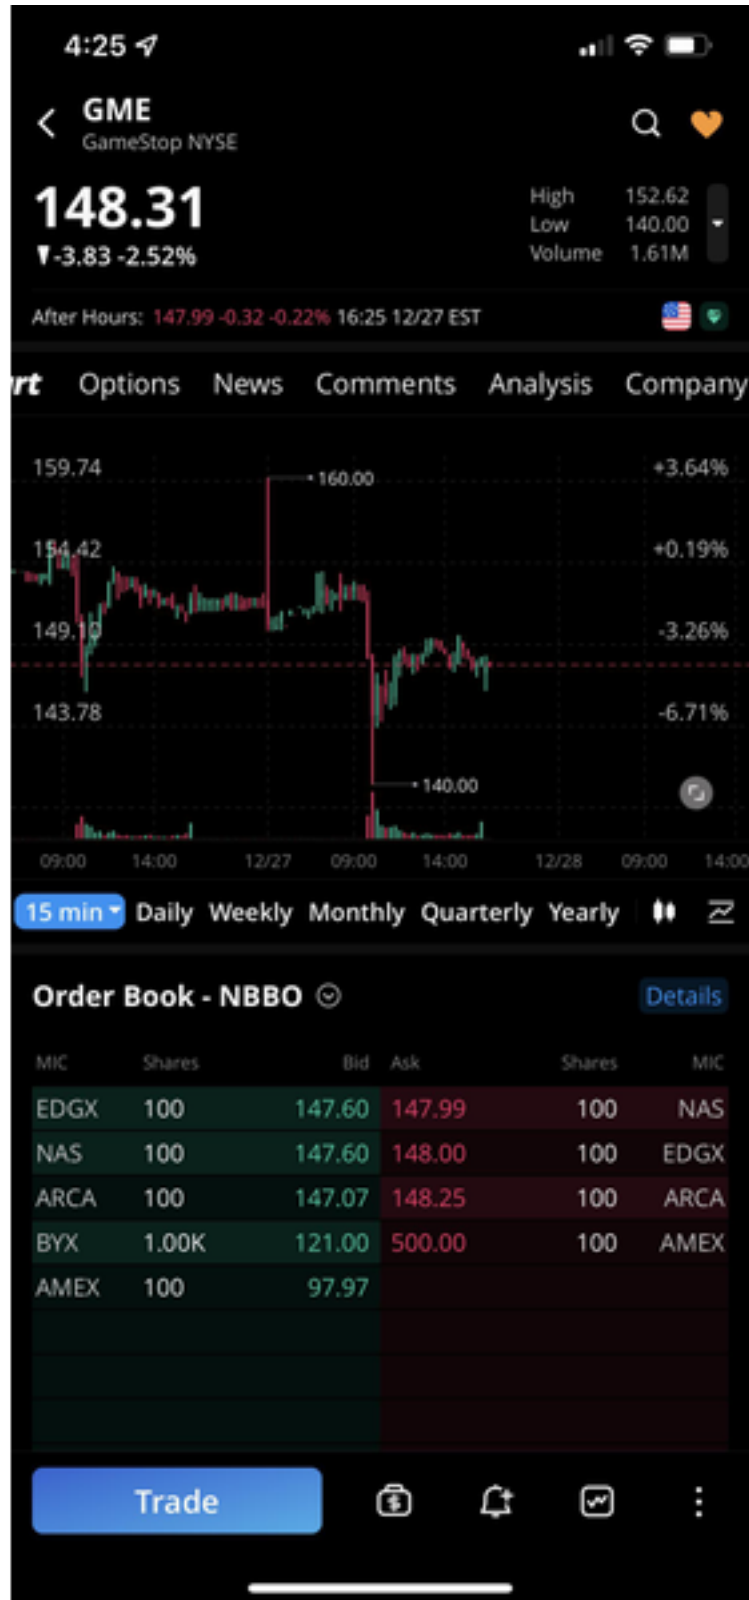 4:25
GME
GameStop NYSE
148.31
-3.83 -2.52%
High 152.62
Low 140.00
Volume 1.61M
After Hours: 147.99 -0.32 -0.22% 16:25 12/27 EST
rt Options News Comments Analysis Company
159.74 +3.64%
160.00
154.42 +0.19%
149.10 -3.26%
143.78 -6.71%
140.00
09:00 14:00 12/27 09:00 14:00 12/28 09:00 14:00
15 min Daily Weekly Monthly Quarterly Yearly
Order Book - NBBO Details
MIC Shares Bid Ask Shares MIC
EDGX 100 147.60 147.99 100 NAS
NAS 100 147.60 148.00 100 EDGX
ARCA 100 147.07 148.25 100 ARCA
BYX 1.00K 121.00 500.00 100 AMEX
AMEX 100 97.97
Trade